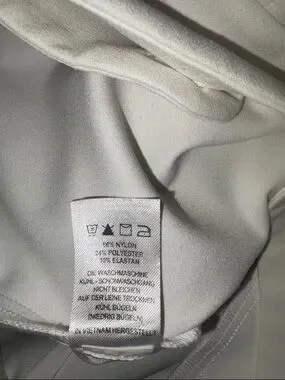 66% NYLON
24% POLYESTER
10% ELASTAN
DIE WASCHMASCHINE
KÜHL - SCHONWASCHGANG
NICHT BLEICHEN
AUF DER LEINE TROCKNEN
KÜHL BÜGELN
(NIEDRIG BÜGELN)
IN VIETNAM HERGESTELLT